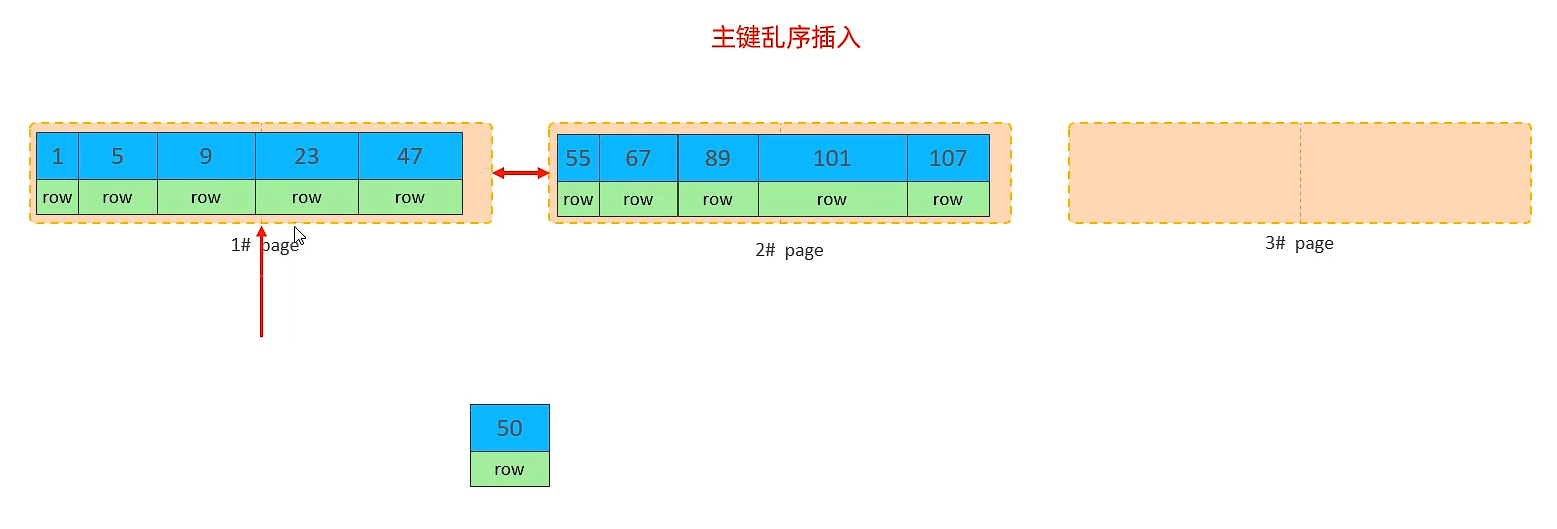 主键乱序插入
1 5 9 23 47
row row row row row
1# page
55 67 89 101 107
row row row row row
2# page
3# page
50
row